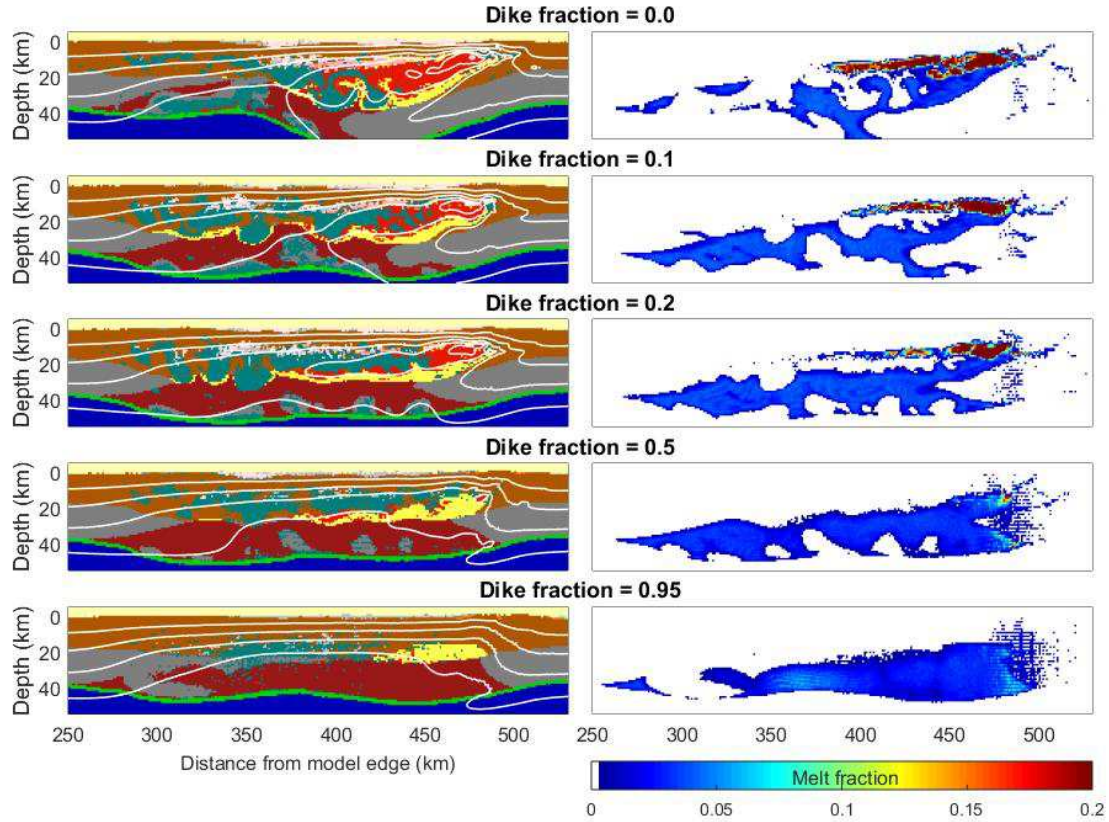 Dike fraction = 0.0
Depth (km)
0
20
40
Dike fraction = 0.1
Depth (km)
0
20
40
Dike fraction = 0.2
Depth (km)
0
20
40
Dike fraction = 0.5
Depth (km)
0
20
40
Dike fraction = 0.95
Depth (km)
0
20
40
250 300 350 400 450 500
300 350 400 450 500
Distance from model edge (km)
Melt fraction
0 0.05 0.1 0.15 0.2